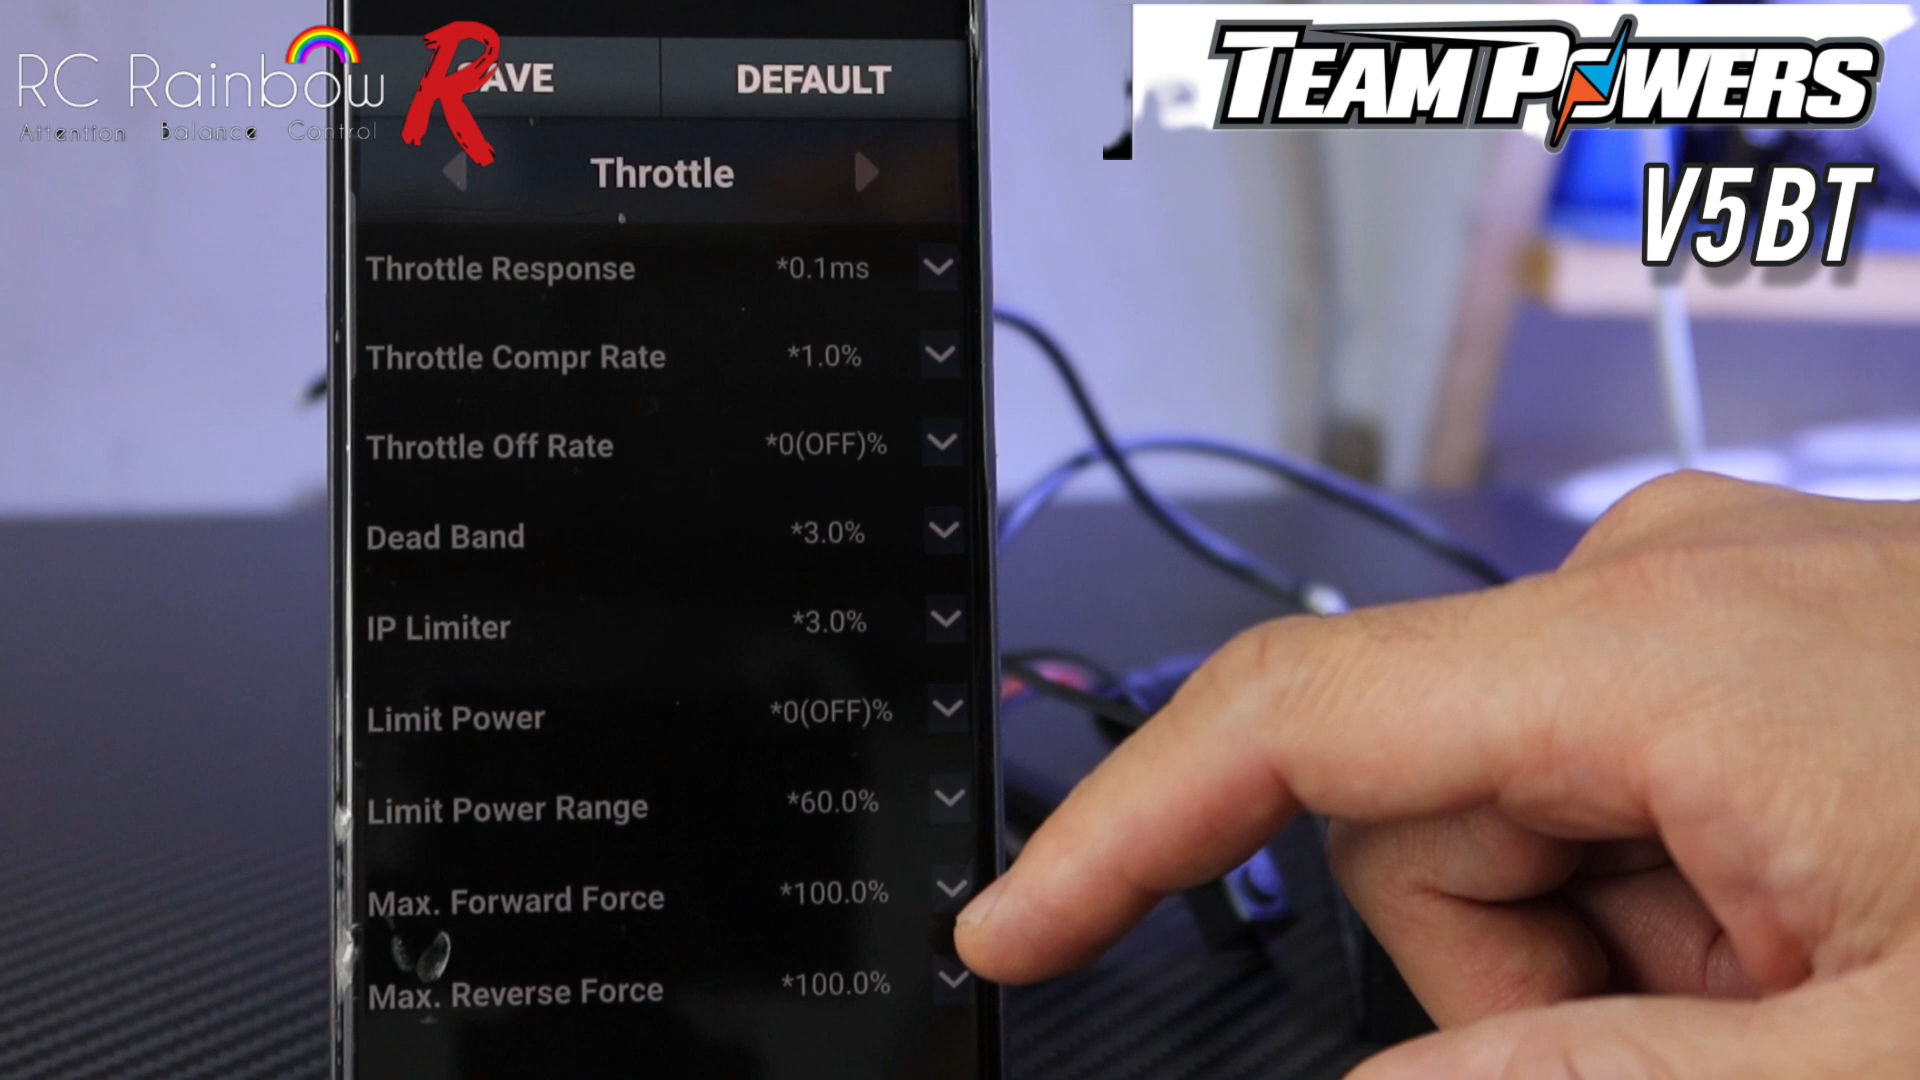 RC Rainbow
Attention Balance Control
R
SAVE
DEFAULT
TEAM POWERS
V5BT
Throttle
Throttle Response *0.1ms
Throttle Compr Rate *1.0%
Throttle Off Rate *0(OFF)%
Dead Band *3.0%
IP Limiter *3.0%
Limit Power *0(OFF)%
Limit Power Range *60.0%
Max. Forward Force *100.0%
Max. Reverse Force *100.0%